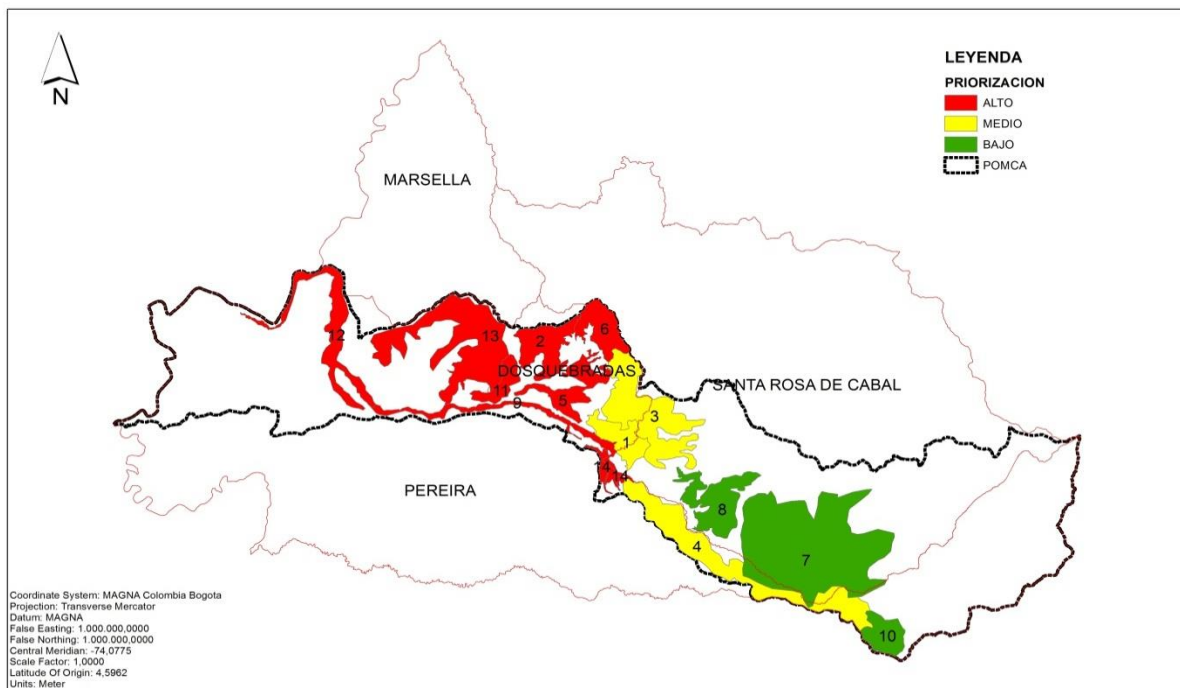 N
LEYENDA
PRIORIZACION
ALTO
MEDIO
BAJO
POMCA
MARSELLA
12
13
2
6
DOSQUEBRADAS
SANTA ROSA DE CABAL
11
9
5
3
1
14
14
PEREIRA
8
4
7
10
Coordinate System: MAGNA Colombia Bogota
Projection: Transverse Mercator
Datum: MAGNA
False Easting: 1.000.000,0000
False Northing: 1.000.000,0000
Central Meridian: -74,0775
Scale Factor: 1,0000
Latitude Of Origin: 4,5962
Units: Meter